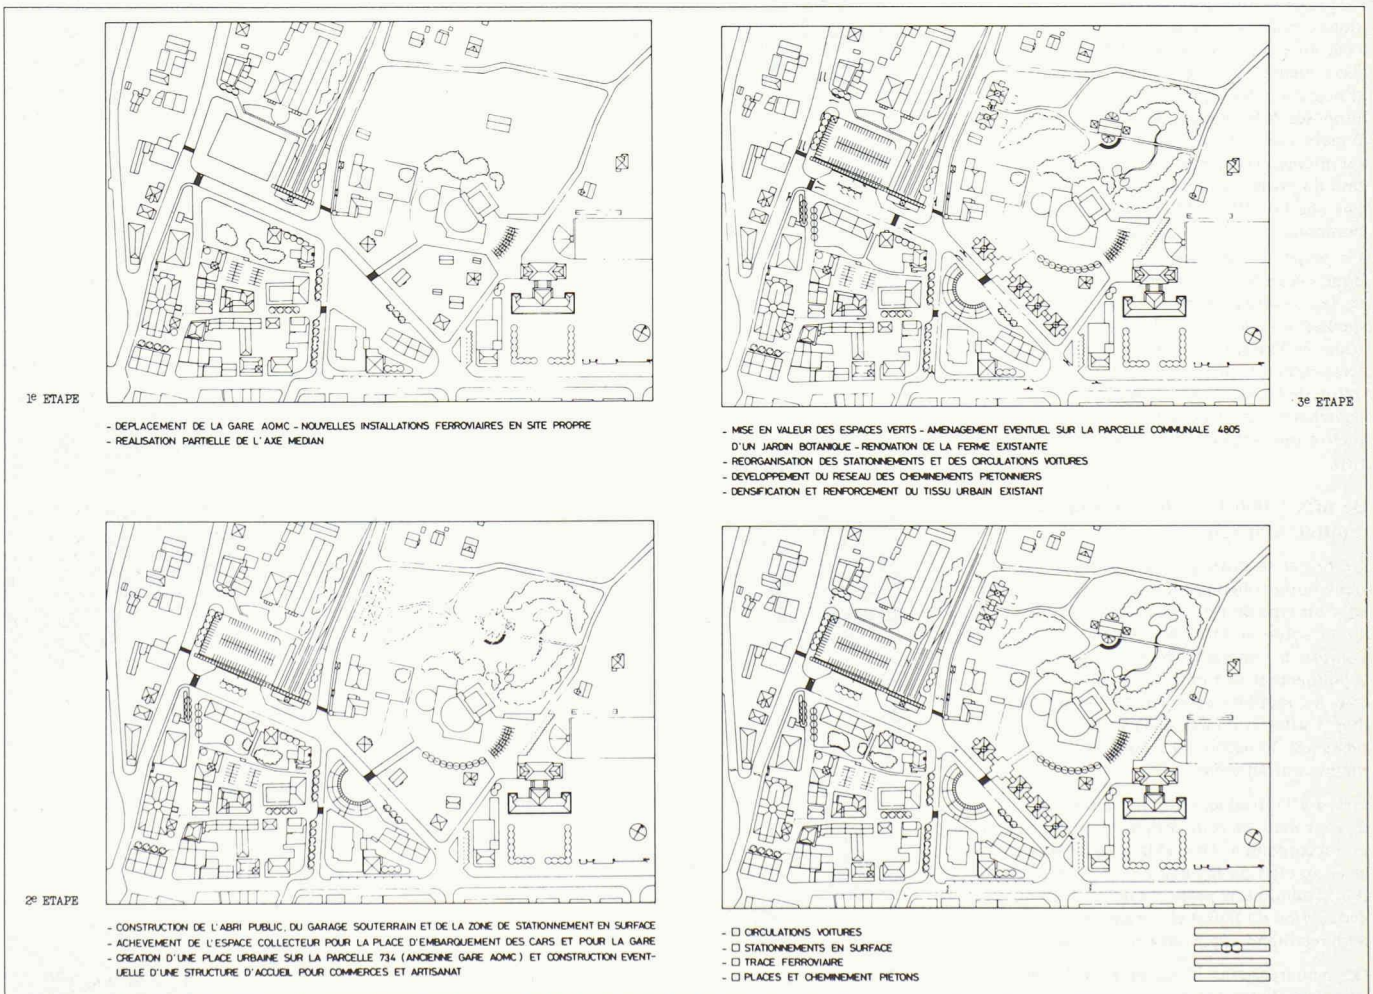 1e ETAPE
- DEPLACEMENT DE LA GARE AOMC - NOUVELLES INSTALLATIONS FERROVIAIRES EN SITE PROPRE
- REALISATION PARTIELLE DE L'AXE MEDIAN
3e ETAPE
- MISE EN VALEUR DES ESPACES VERTS - AMENAGEMENT EVENTUEL SUR LA PARCELLE COMMUNALE 4805
D'UN JARDIN BOTANIQUE - RENOVATION DE LA FERME EXISTANTE
- REORGANISATION DES STATIONNEMENTS ET DES CIRCULATIONS VOITURES
- DEVELOPPEMENT DU RESEAU DES CHEMINEMENTS PIETONNIERS
- DENSIFICATION ET RENFORCEMENT DU TISSU URBAIN EXISTANT
2e ETAPE
- CONSTRUCTION DE L'ABRI PUBLIC, DU GARAGE SOUTERRAIN ET DE LA ZONE DE STATIONNEMENT EN SURFACE
- ACHEVEMENT DE L'ESPACE COLLECTEUR POUR LA PLACE D'EMBARQUEMENT DES CARS ET POUR LA GARE
- CREATION D'UNE PLACE URBAINE SUR LA PARCELLE 734 (ANCIENNE GARE AOMC) ET CONSTRUCTION EVENT-
UELLE D'UNE STRUCTURE D'ACCUEIL POUR COMMERCES ET ARTISANAT
- □ CIRCULATIONS VOITURES
- □ STATIONNEMENTS EN SURFACE
- □ TRACE FERROVIAIRE
- □ PLACES ET CHEMINEMENT PIETONS